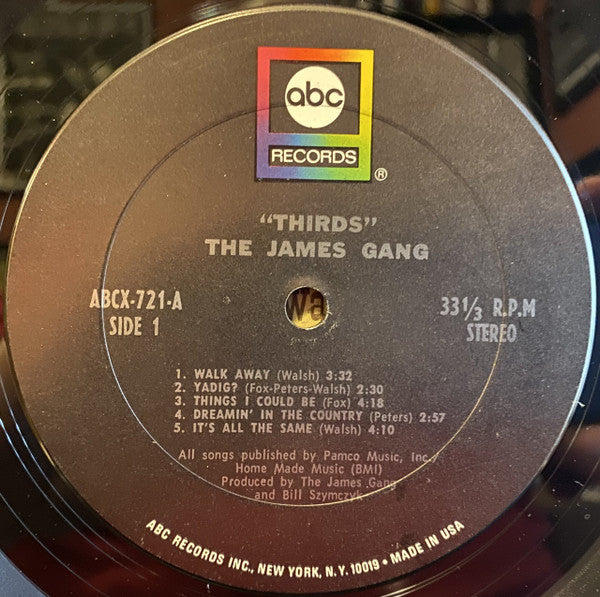 abc
RECORDS
®
"THIRDS"
THE JAMES GANG
ABCX-721-A
SIDE 1
33 1/3 R.P.M
STEREO
1. WALK AWAY (Walsh) 3:32
2. YADIG? (Fox-Peters-Walsh) 2:30
3. THINGS I COULD BE (Fox) 4:18
4. DREAMIN' IN THE COUNTRY (Peters) 2:57
5. IT'S ALL THE SAME (Walsh) 4:10
All songs published by Pamco Music, Inc./
Home Made Music (BMI)
Produced by The James Gang
and Bill Szymczyk
ABC RECORDS INC., NEW YORK, N.Y. 10019 • MADE IN USA